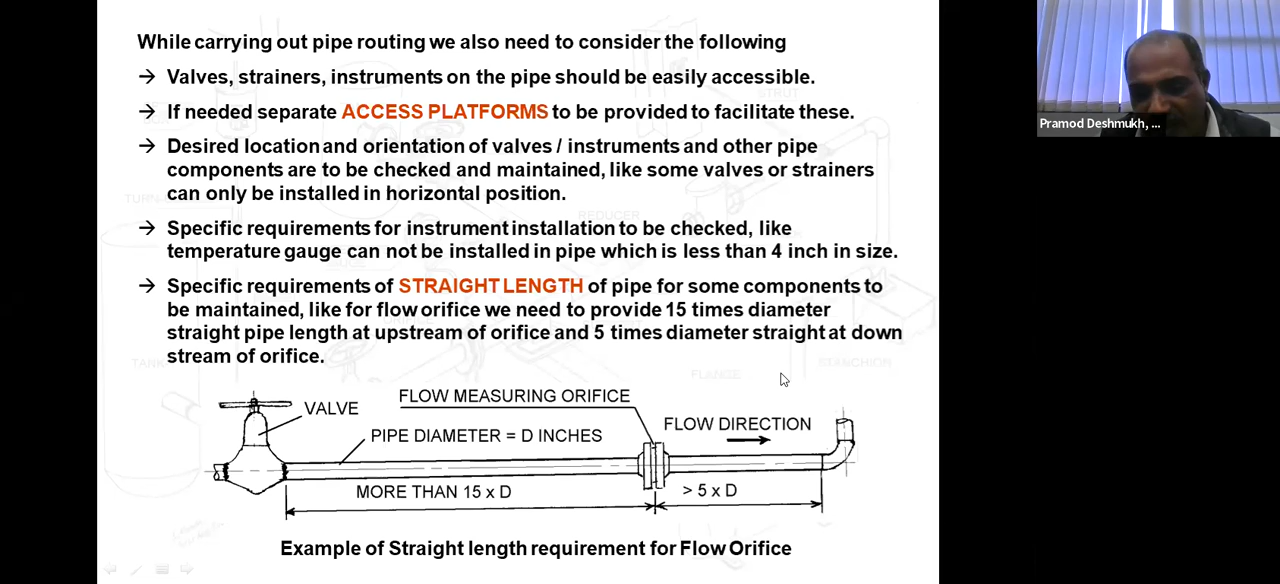 While carrying out pipe routing we also need to consider the following
→ Valves, strainers, instruments on the pipe should be easily accessible.
→ If needed separate ACCESS PLATFORMS to be provided to facilitate these.
→ Desired location and orientation of valves / instruments and other pipe
components are to be checked and maintained, like some valves or strainers
can only be installed in horizontal position.
→ Specific requirements for instrument installation to be checked, like
temperature gauge can not be installed in pipe which is less than 4 inch in size.
→ Specific requirements of STRAIGHT LENGTH of pipe for some components to
be maintained, like for flow orifice we need to provide 15 times diameter
straight pipe length at upstream of orifice and 5 times diameter straight at down
stream of orifice.
VALVE
FLOW MEASURING ORIFICE
PIPE DIAMETER = D INCHES
FLOW DIRECTION
MORE THAN 15 x D
> 5 x D
Example of Straight length requirement for Flow Orifice
STRUT
REDUCER
TANK
FLANGE
STANCHION
Pramod Deshmukh, ...